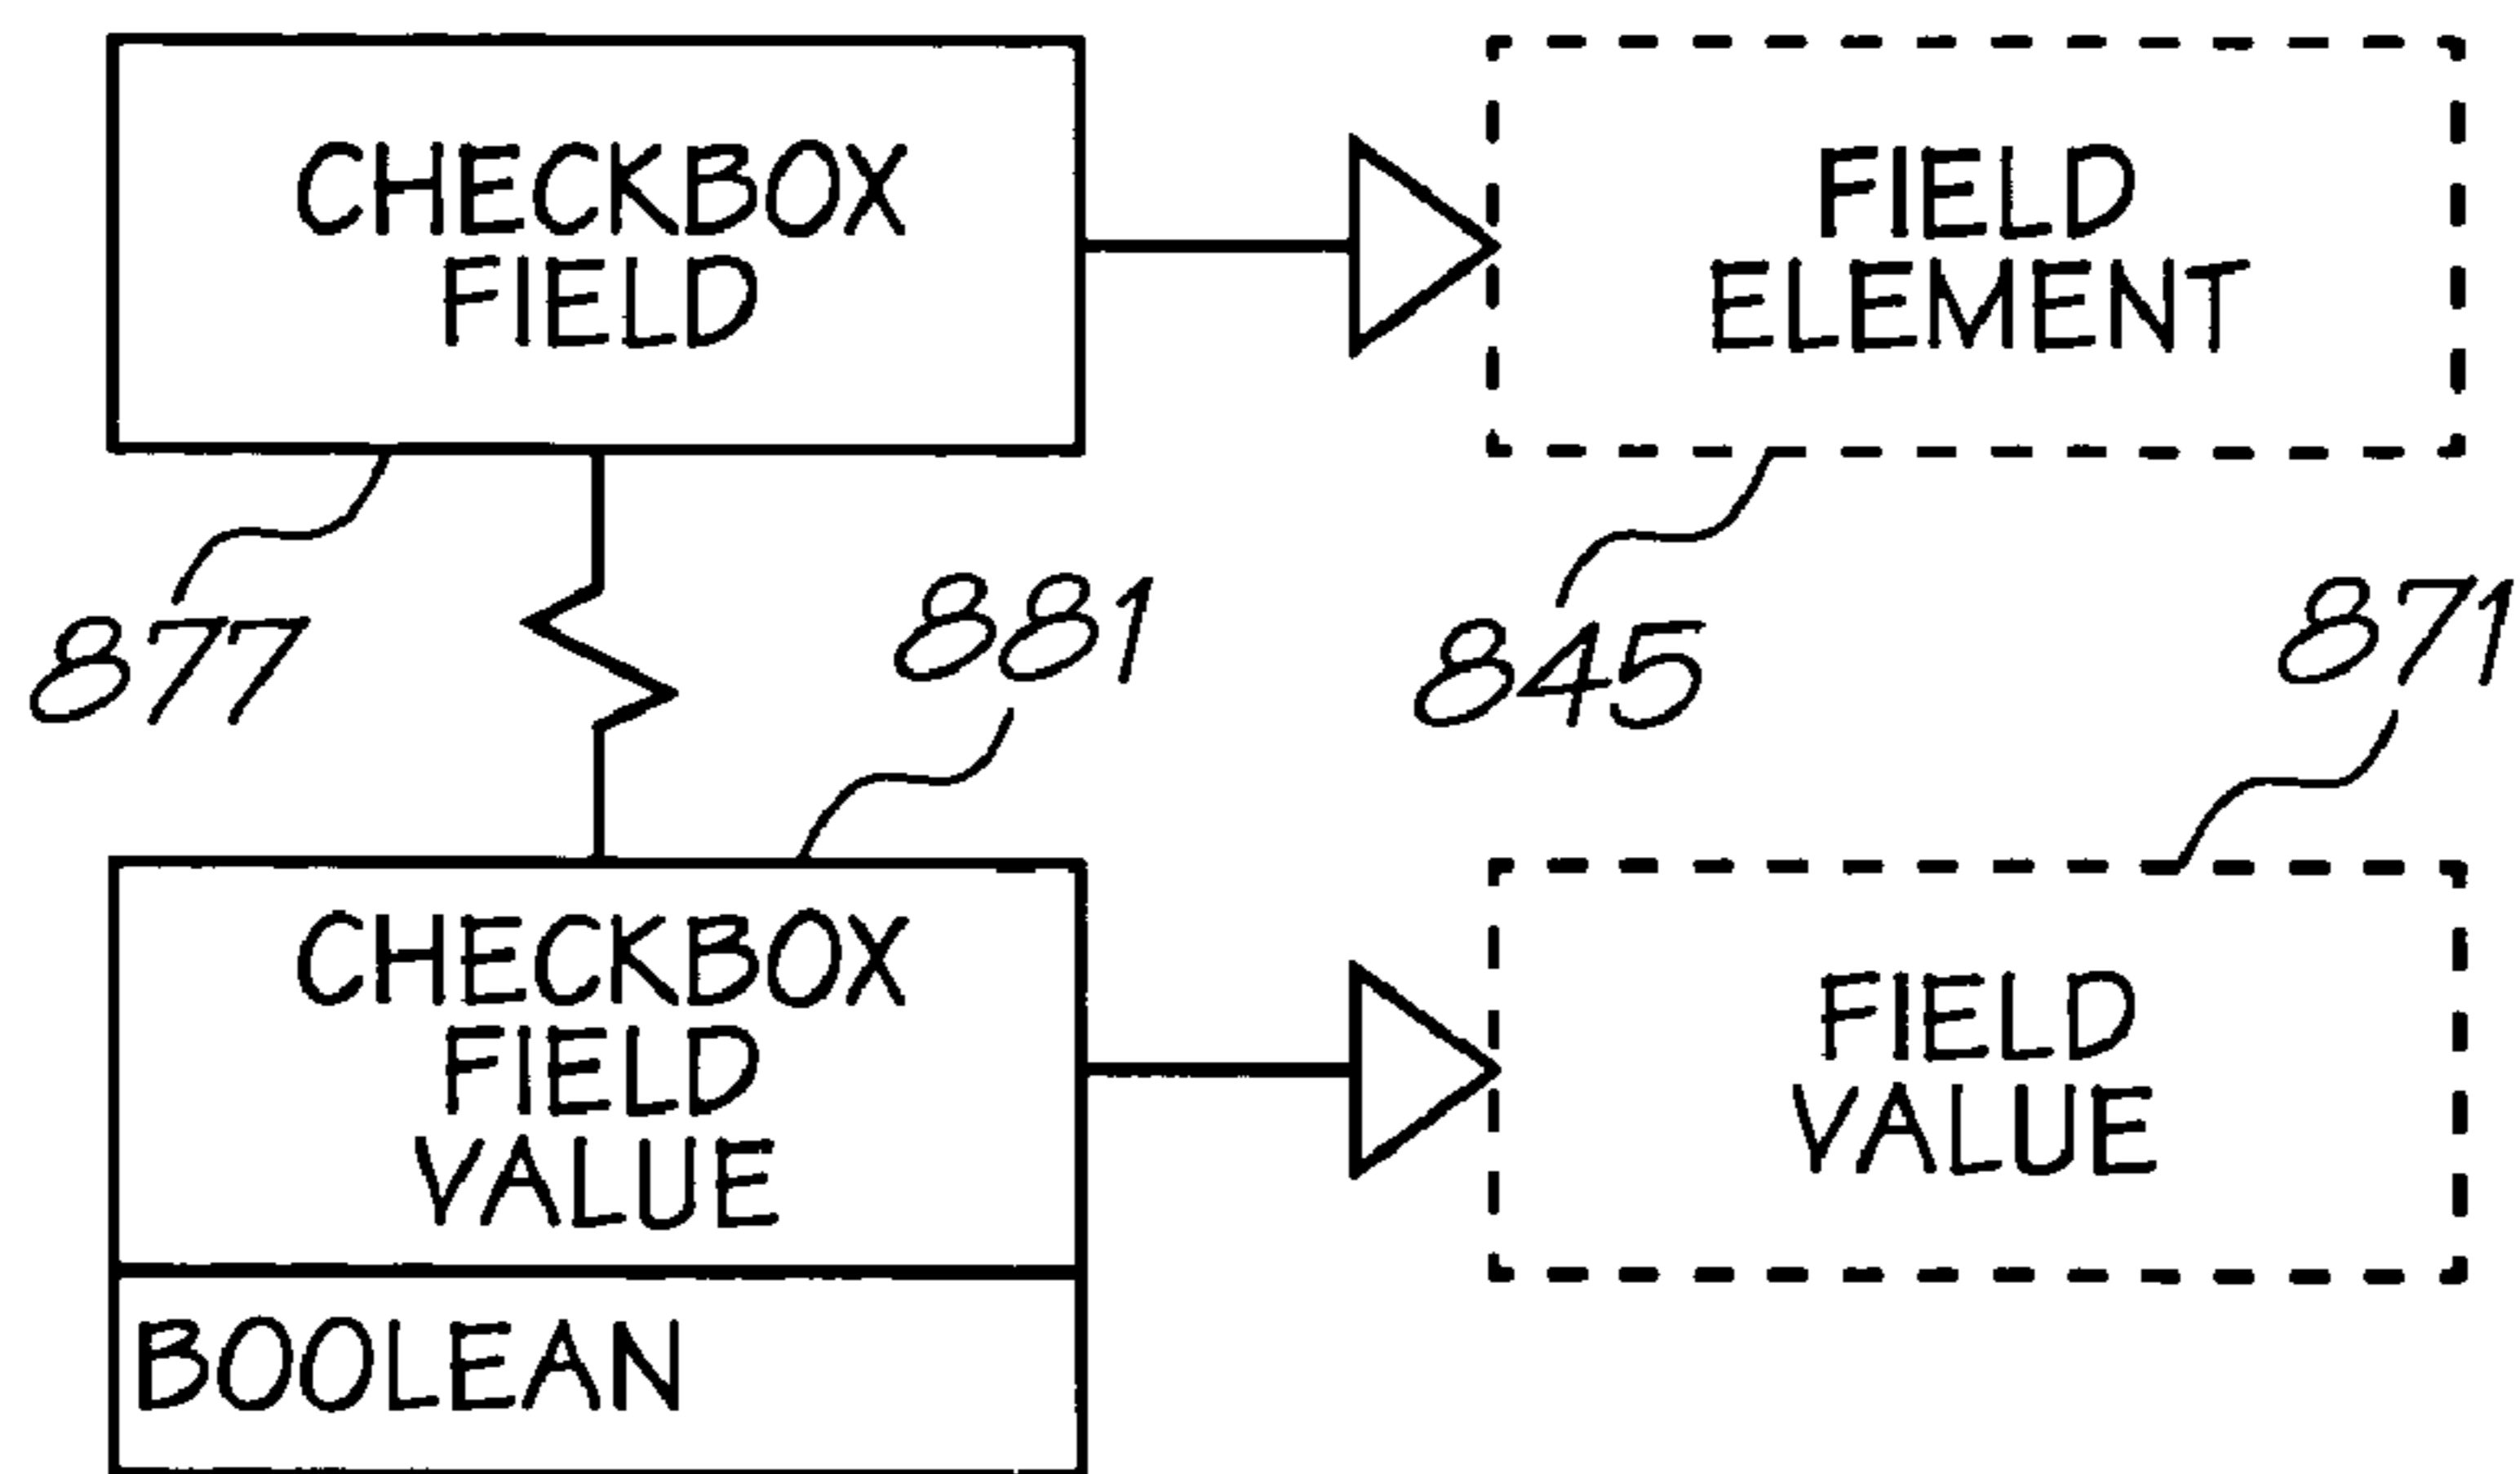 CHECKBOX
FIELD
FIELD
ELEMENT
877
881
845
871
CHECKBOX
FIELD
VALUE
BOOLEAN
FIELD
VALUE